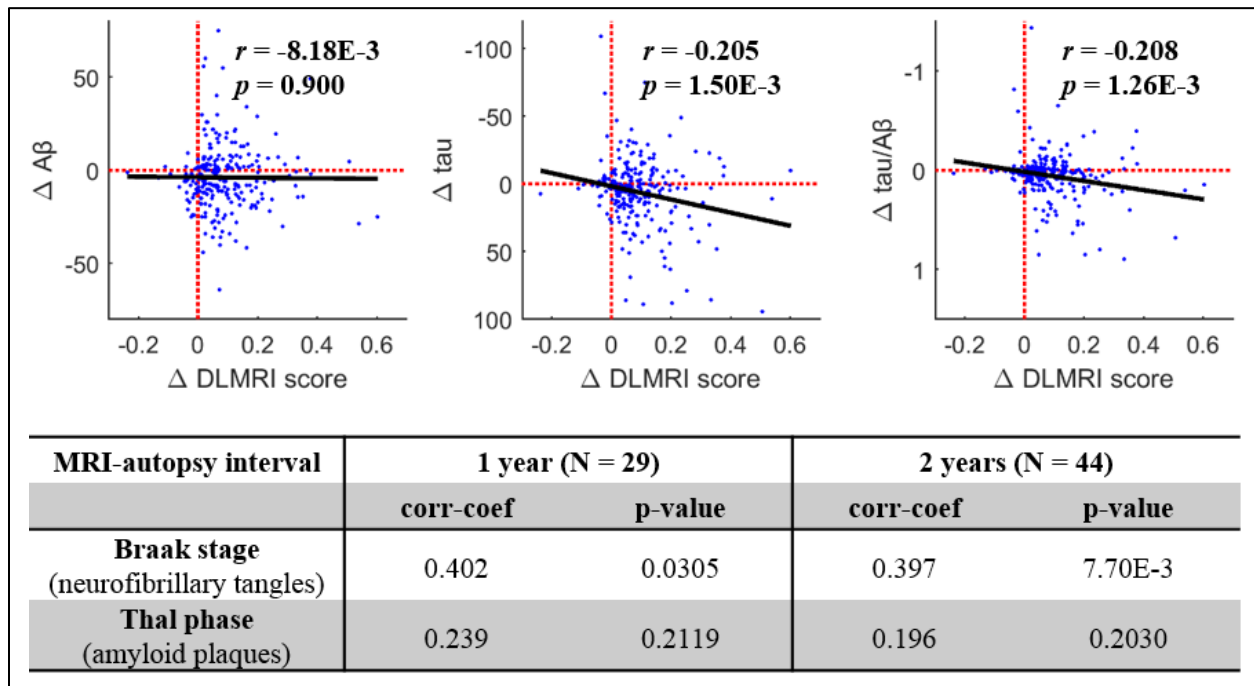 r = -8.18E-3
p = 0.900
50
0
-50
Δ Aβ
-0.2 0 0.2 0.4 0.6
Δ DLMRI score
r = -0.205
p = 1.50E-3
-100
-50
0
50
100
Δ tau
-0.2 0 0.2 0.4 0.6
Δ DLMRI score
r = -0.208
p = 1.26E-3
-1
0
1
Δ tau/Aβ
-0.2 0 0.2 0.4 0.6
Δ DLMRI score
MRI-autopsy interval 1 year (N = 29) 2 years (N = 44)
corr-coef p-value corr-coef p-value
Braak stage
(neurofibrillary tangles) 0.402 0.0305 0.397 7.70E-3
Thal phase
(amyloid plaques) 0.239 0.2119 0.196 0.2030